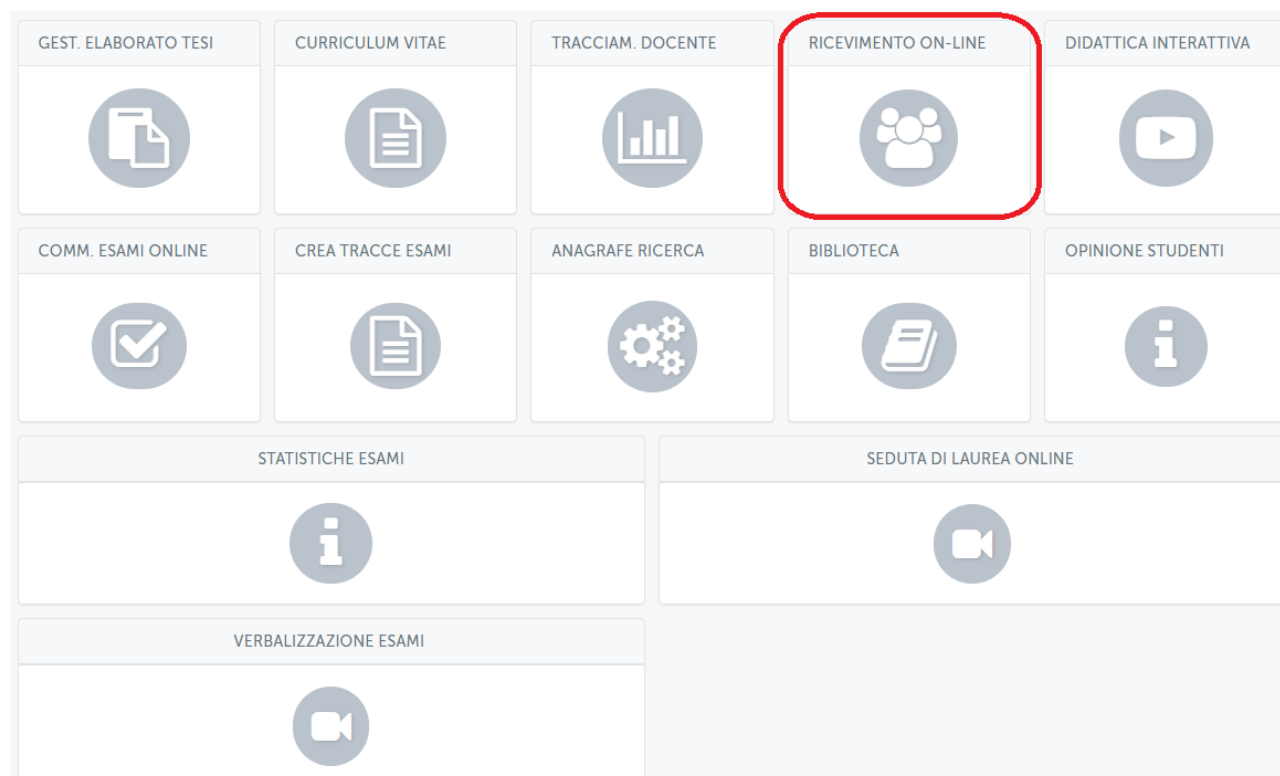 GEST. ELABORATO TESI
CURRICULUM VITAE
TRACCIAM. DOCENTE
RICEVIMENTO ON-LINE
DIDATTICA INTERATTIVA
COMM. ESAMI ONLINE
CREA TRACCE ESAMI
ANAGRAFE RICERCA
BIBLIOTECA
OPINIONE STUDENTI
STATISTICHE ESAMI
SEDUTA DI LAUREA ONLINE
VERBALIZZAZIONE ESAMI